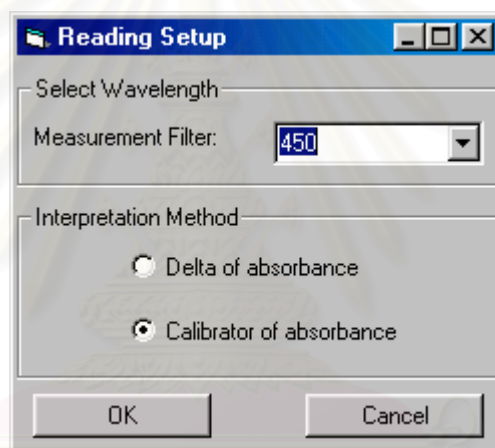 Reading Setup
Select Wavelength
Measurement Filter: 450
Interpretation Method
Delta of absorbance
Calibrator of absorbance
OK Cancel